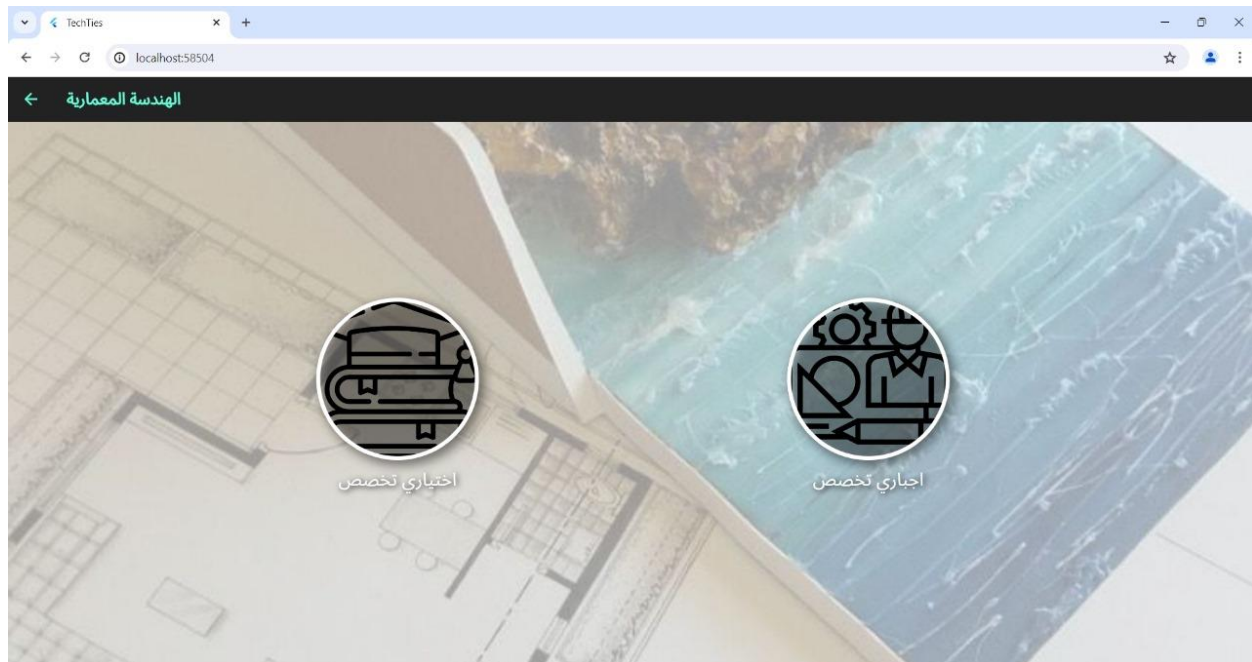 TechTies
localhost:58504
الهندسة المعمارية
اجباري تخصص
اختياري تخصص